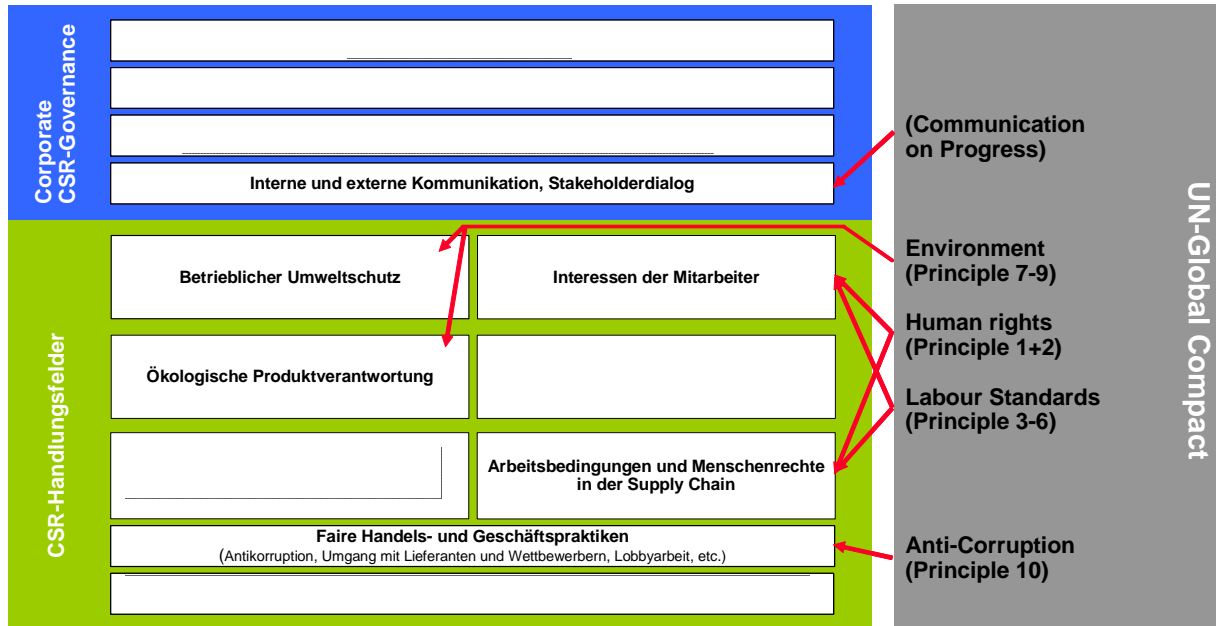 Corporate
CSR-Governance
Interne und externe Kommunikation, Stakeholderdialog
CSR-Handlungsfelder
Betrieblicher Umweltschutz
Interessen der Mitarbeiter
Ökologische Produktverantwortung
Arbeitsbedingungen und Menschenrechte
in der Supply Chain
Faire Handels- und Geschäftspraktiken
(Antikorruption, Umgang mit Lieferanten und Wettbewerbern, Lobbyarbeit, etc.)
(Communication
on Progress)
Environment
(Principle 7-9)
Human rights
(Principle 1+2)
Labour Standards
(Principle 3-6)
Anti-Corruption
(Principle 10)
UN-Global Compact